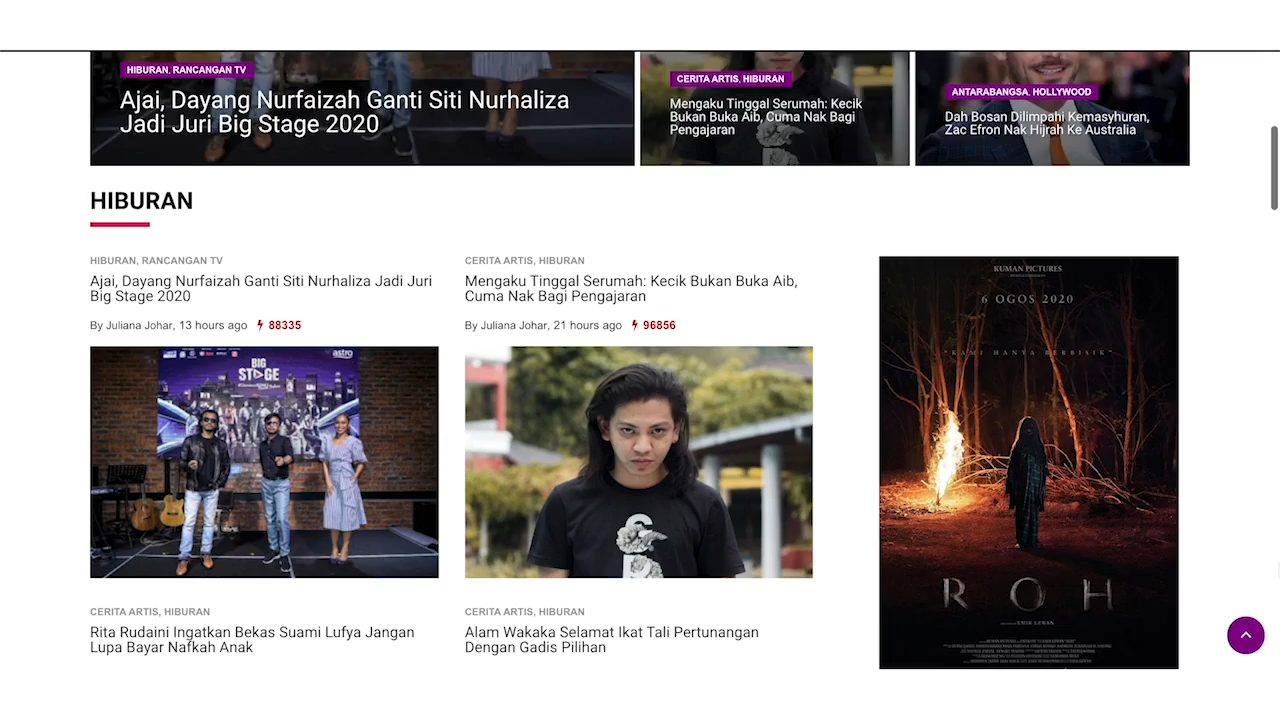 HIBURAN, RANCANGAN TV
Ajai, Dayang Nurfaizah Ganti Siti Nurhaliza
Jadi Juri Big Stage 2020
CERITA ARTIS, HIBURAN
Mengaku Tinggal Serumah: Kecik
Bukan Buka Aib, Cuma Nak Bagi
Pengajaran
ANTARABANGSA, HOLLYWOOD
Dah Bosan Dilimpahi Kemasyhuran,
Zac Efron Nak Hijrah Ke Australia
HIBURAN
HIBURAN, RANCANGAN TV
Ajai, Dayang Nurfaizah Ganti Siti Nurhaliza Jadi Juri
Big Stage 2020
By Juliana Johar, 13 hours ago 88335
BIG
STAGE
astro
CERITA ARTIS, HIBURAN
Mengaku Tinggal Serumah: Kecik Bukan Buka Aib,
Cuma Nak Bagi Pengajaran
By Juliana Johar, 21 hours ago 96856
KUMAN PICTURES
6 OGOS 2020
"KAMI HANYA BERBISIK"
ROH
EMIR EZWAN
CERITA ARTIS, HIBURAN
Rita Rudaini Ingatkan Bekas Suami Lufya Jangan
Lupa Bayar Nafkah Anak
CERITA ARTIS, HIBURAN
Alam Wakaka Selamat Ikat Tali Pertunangan
Dengan Gadis Pilihan